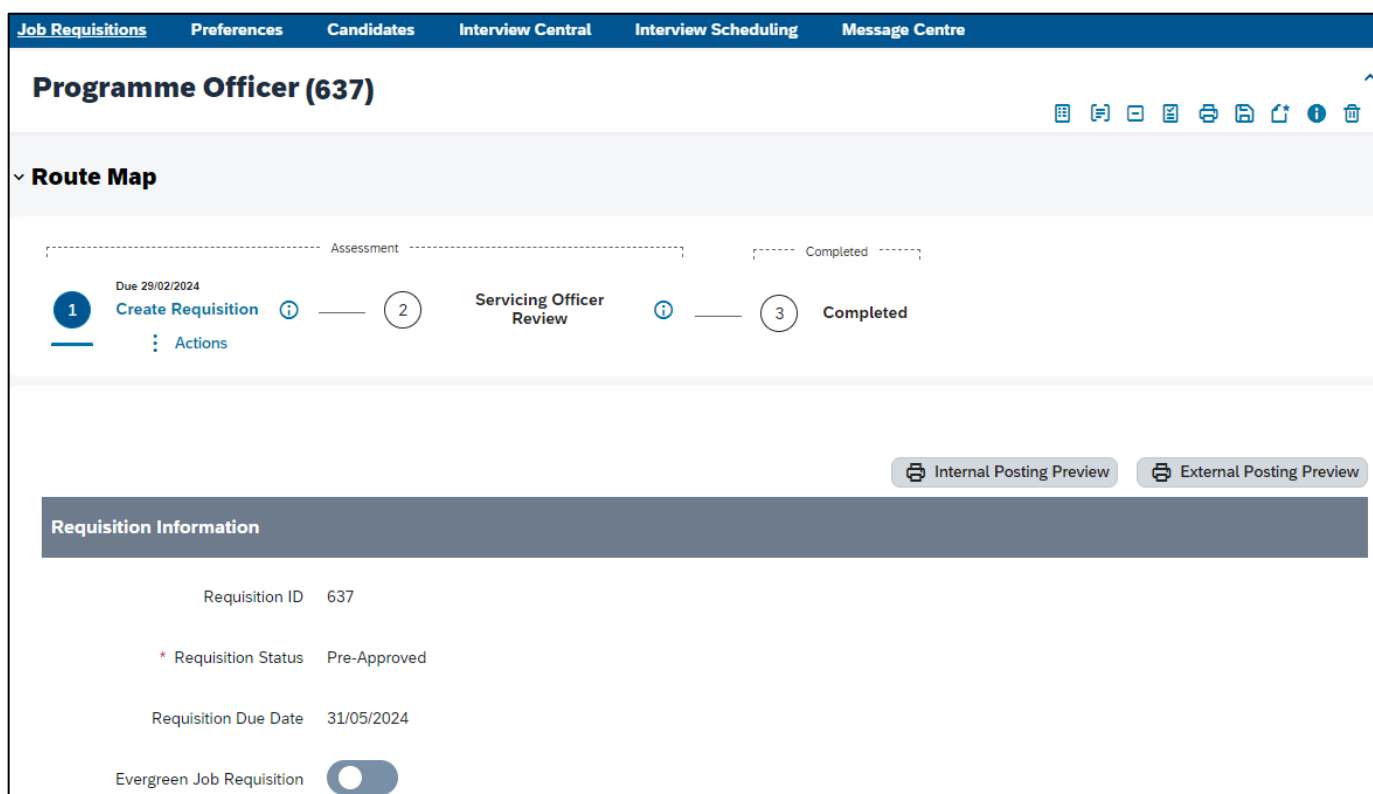 Job Requisitions Preferences Candidates Interview Central Interview Scheduling Message Centre
Programme Officer (637)
Route Map
Assessment Completed
Due 29/02/2024
1 Create Requisition 2 Servicing Officer Review 3 Completed
Actions
Internal Posting Preview External Posting Preview
Requisition Information
Requisition ID 637
* Requisition Status Pre-Approved
Requisition Due Date 31/05/2024
Evergreen Job Requisition